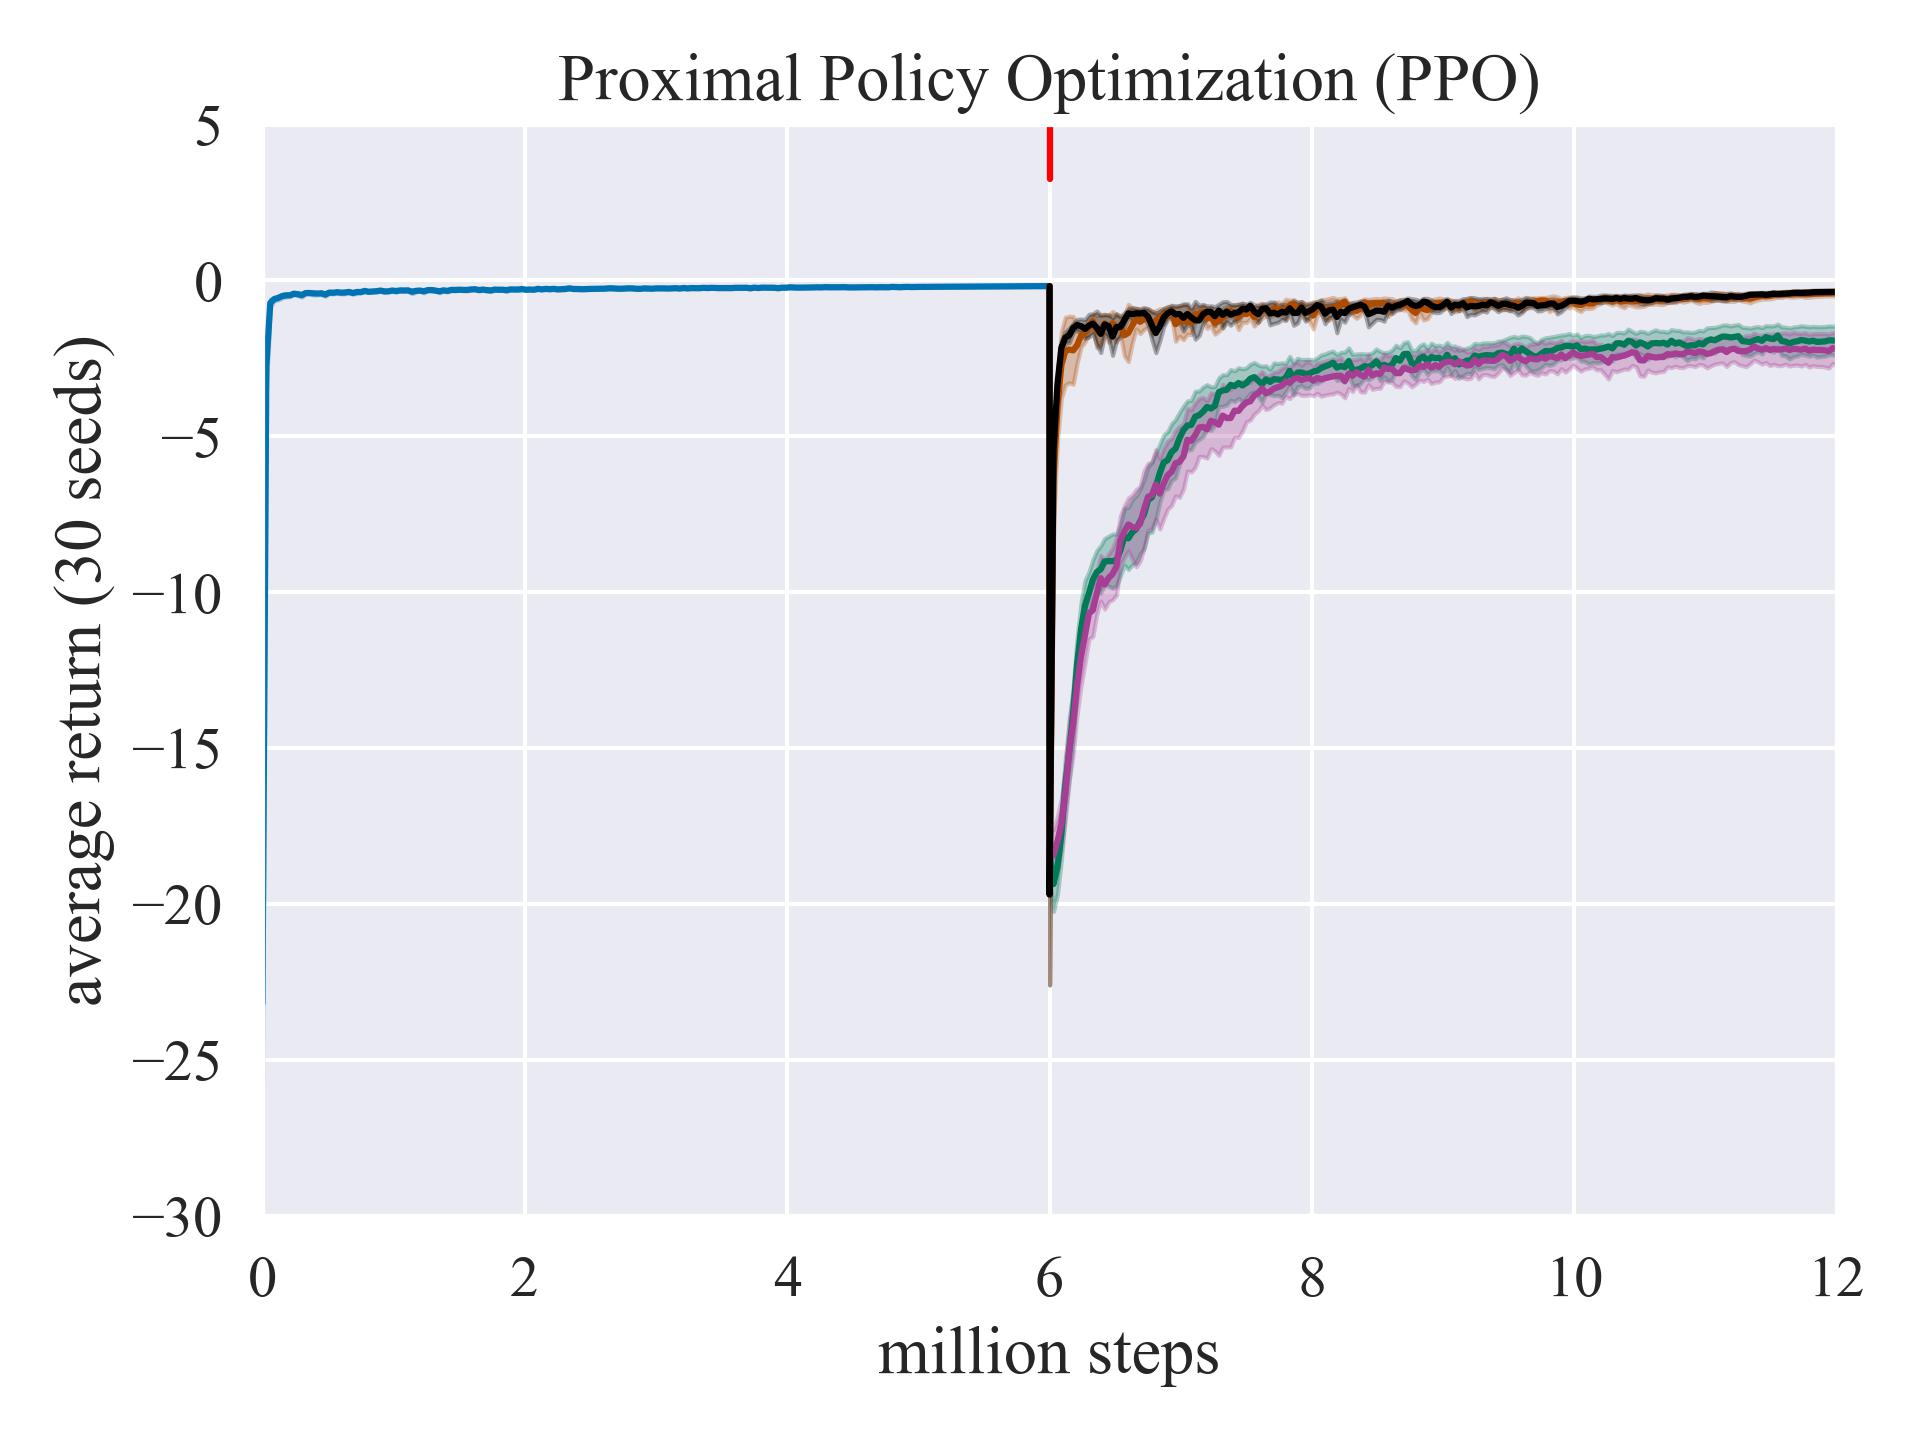 Proximal Policy Optimization (PPO)
5
0
−5
−10
−15
−20
−25
−30
average return (30 seeds)
0 2 4 6 8 10 12
million steps